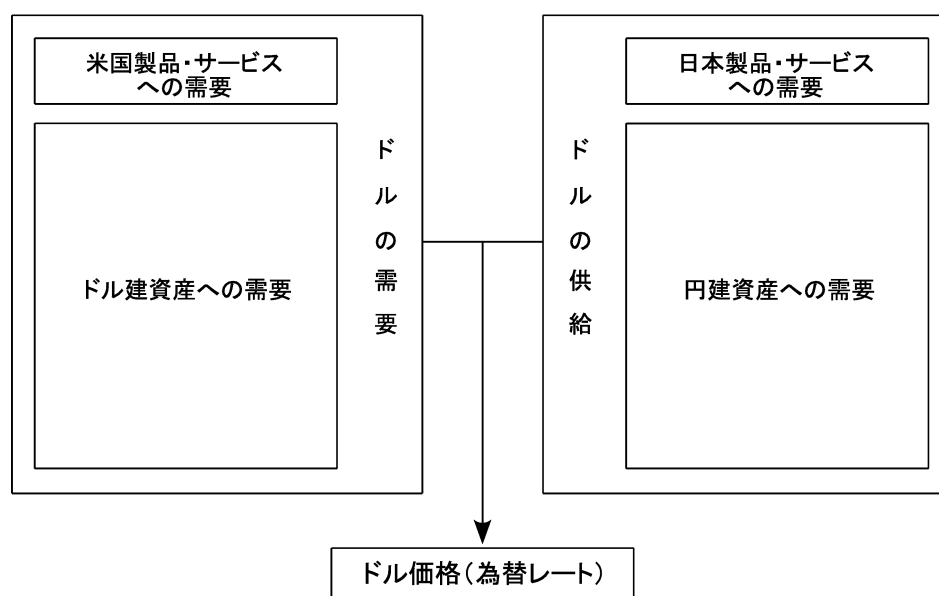 米国製品・サービス
への需要
ドル建資産への需要
ドルの需要
ドルの供給
日本製品・サービス
への需要
円建資産への需要
ドル価格(為替レート)